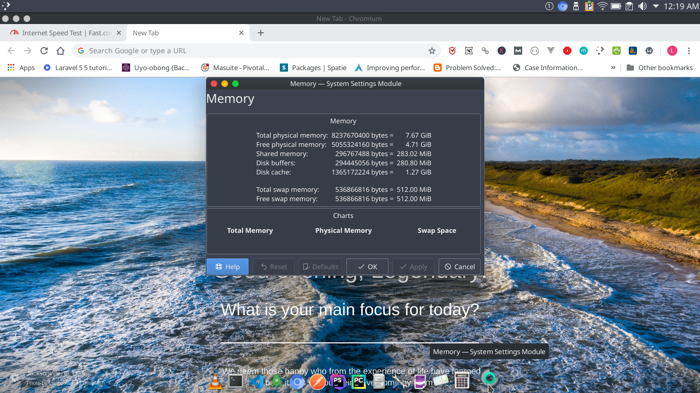 12:19 AM
New Tab - Chromium
Internet Speed Test | Fast.co
New Tab
Search Google or type a URL
Apps
Laravel 5 5 tutori...
Uyo-obong {Bac...
Masuite - Pivotal...
Packages | Spatie
Improving perfor...
Problem Solved:...
Case Information...
»
Other bookmarks
Memory — System Settings Module
Memory
Memory
Total physical memory: 8237670400 bytes = 7.67 GiB
Free physical memory: 5055324160 bytes = 4.71 GiB
Shared memory: 296767488 bytes = 283.02 MiB
Disk buffers: 294445056 bytes = 280.80 MiB
Disk cache: 1365172224 bytes = 1.27 GiB
Total swap memory: 536866816 bytes = 512.00 MiB
Free swap memory: 536866816 bytes = 512.00 MiB
Charts
Total Memory Physical Memory Swap Space
Help Reset Defaults OK Apply Cancel
What is your main focus for today?
Memory — System Settings Module
We deem those happy who from the experience of life have learned